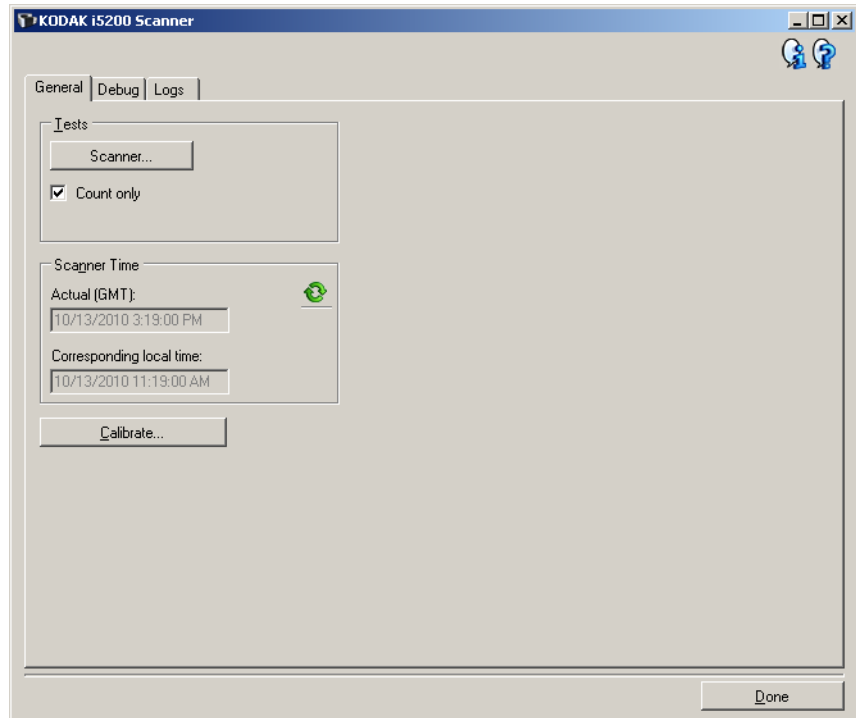 KODAK i5200 Scanner
General Debug Logs
Tests
Scanner...
Count only
Scanner Time
Actual (GMT):
10/13/2010 3:19:00 PM
Corresponding local time:
10/13/2010 11:19:00 AM
Calibrate...
Done